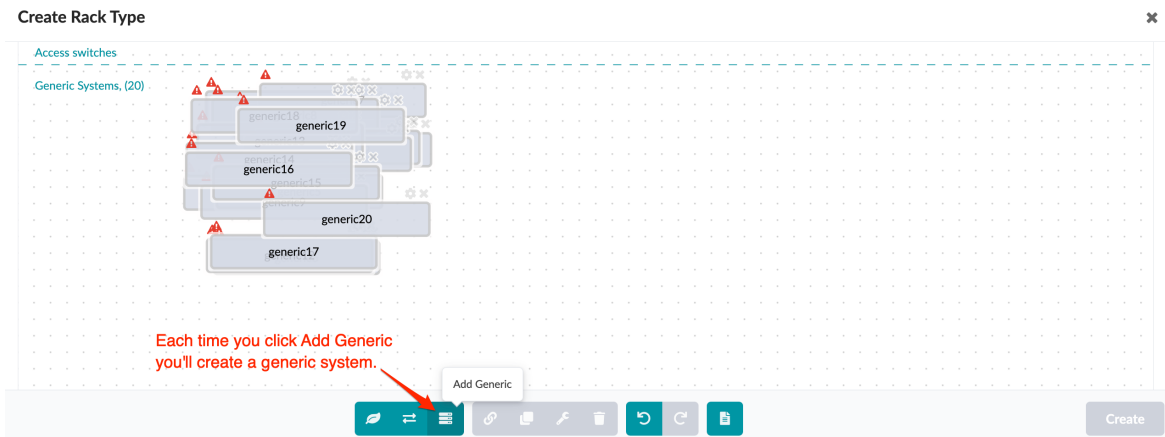 Create Rack Type
Access switches
Generic Systems, (20)
generic18
generic19
generic14
generic16
generic15
generic20
generic17
Each time you click Add Generic
you'll create a generic system.
Add Generic
Create